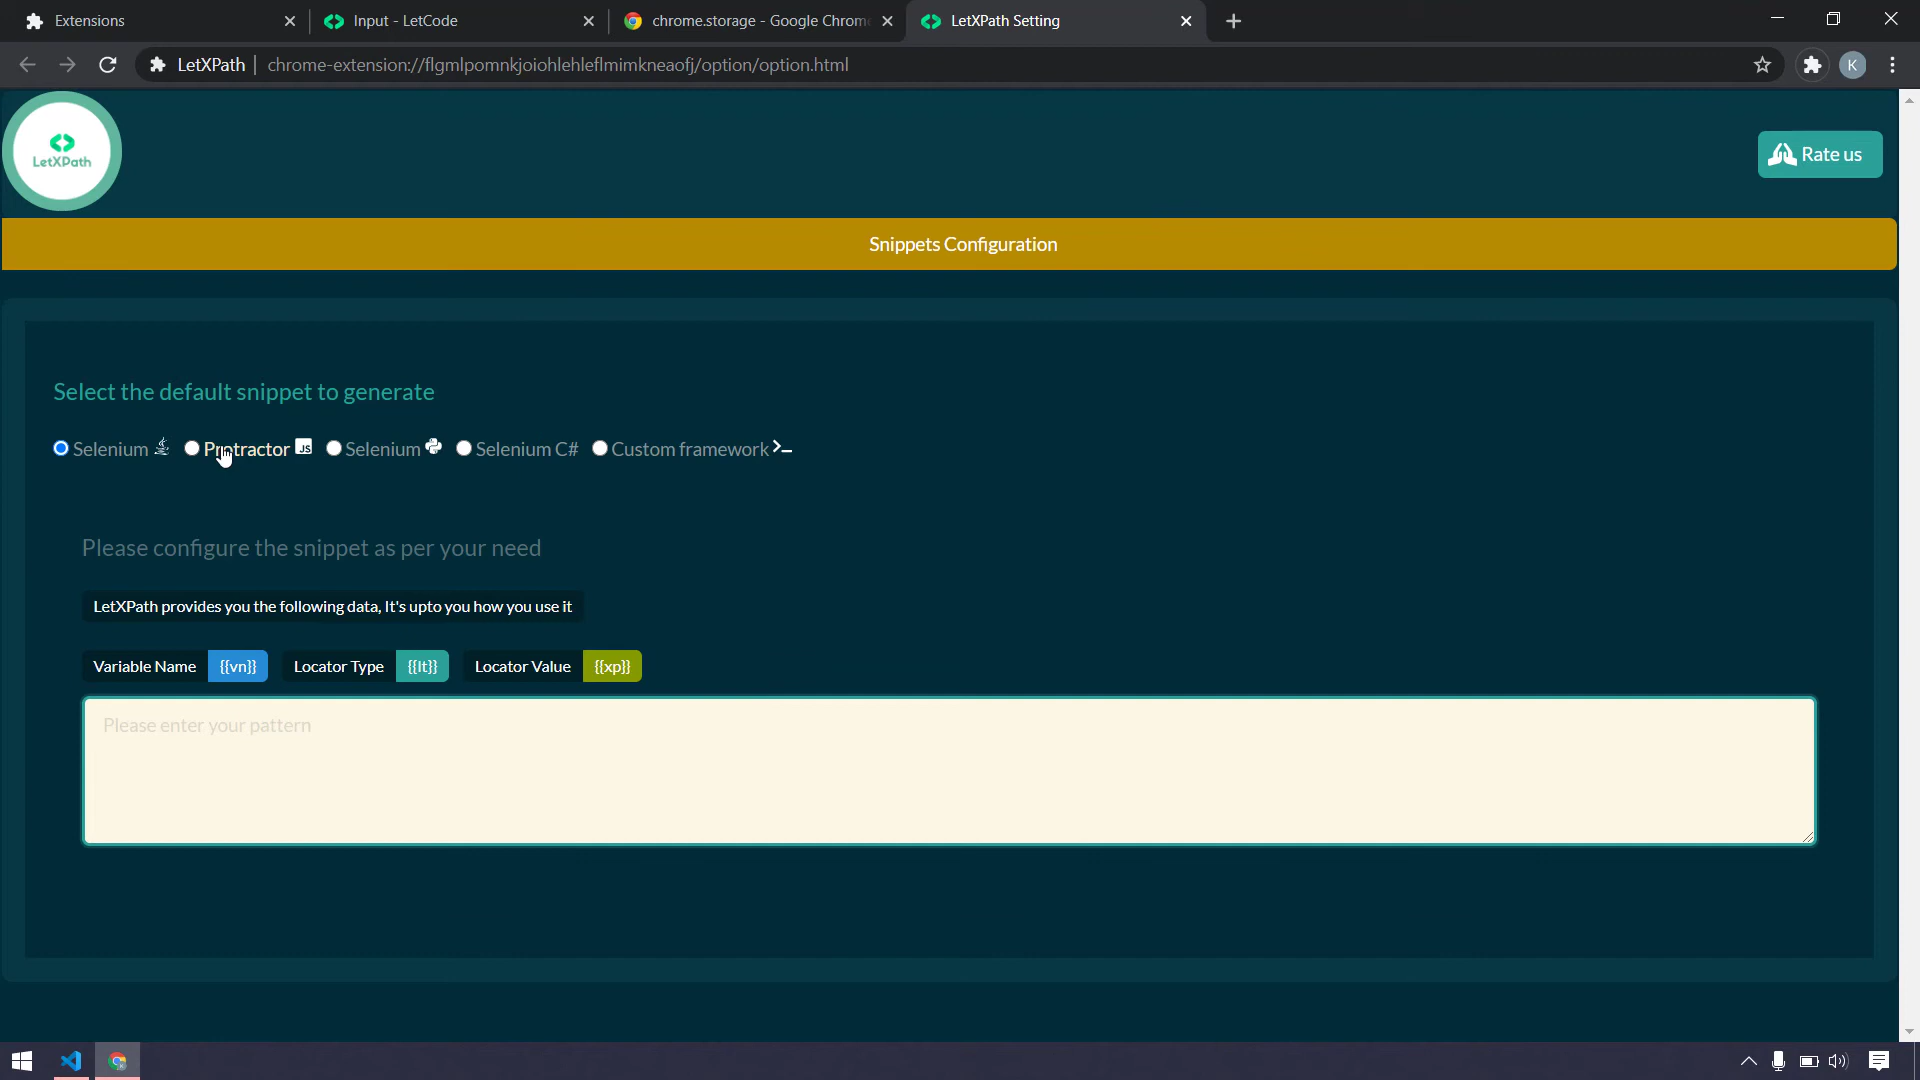 Extensions
Input - LetCode
chrome.storage - Google Chrom
LetXPath Setting
LetXPath
chrome-extension://flgmlpomnkjoiohlehleflmimkneaofj/option/option.html
K
LetXPath
Rate us
Snippets Configuration
Select the default snippet to generate
Selenium
Protractor JS
Selenium
Selenium C#
Custom framework
Please configure the snippet as per your need
LetXPath provides you the following data, It's upto you how you use it
Variable Name {{vn}}
Locator Type {{lt}}
Locator Value {{xp}}
Please enter your pattern